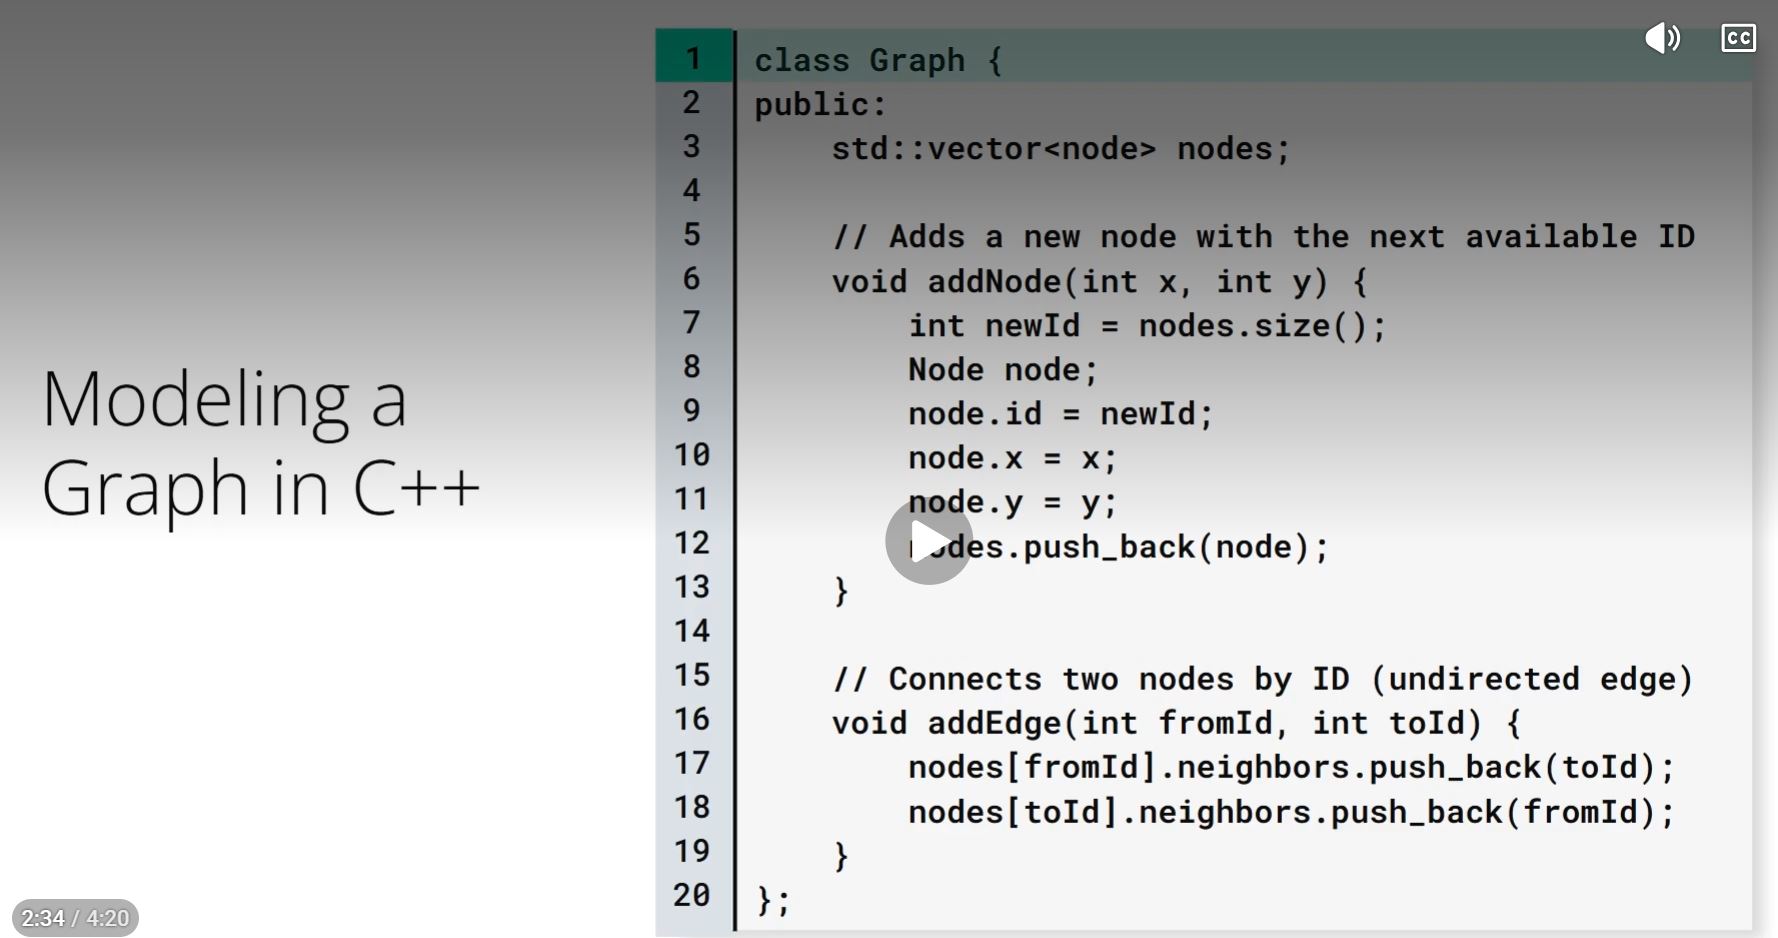 CC
Modeling a
Graph in C++
1 class Graph {
2 public:
3     std::vector<node> nodes;
4
5     // Adds a new node with the next available ID
6     void addNode(int x, int y) {
7         int newId = nodes.size();
8         Node node;
9         node.id = newId;
10         node.x = x;
11         node.y = y;
12         nodes.push_back(node);
13     }
14
15     // Connects two nodes by ID (undirected edge)
16     void addEdge(int fromId, int toId) {
17         nodes[fromId].neighbors.push_back(toId);
18         nodes[toId].neighbors.push_back(fromId);
19     }
20 };
2:34 / 4:20